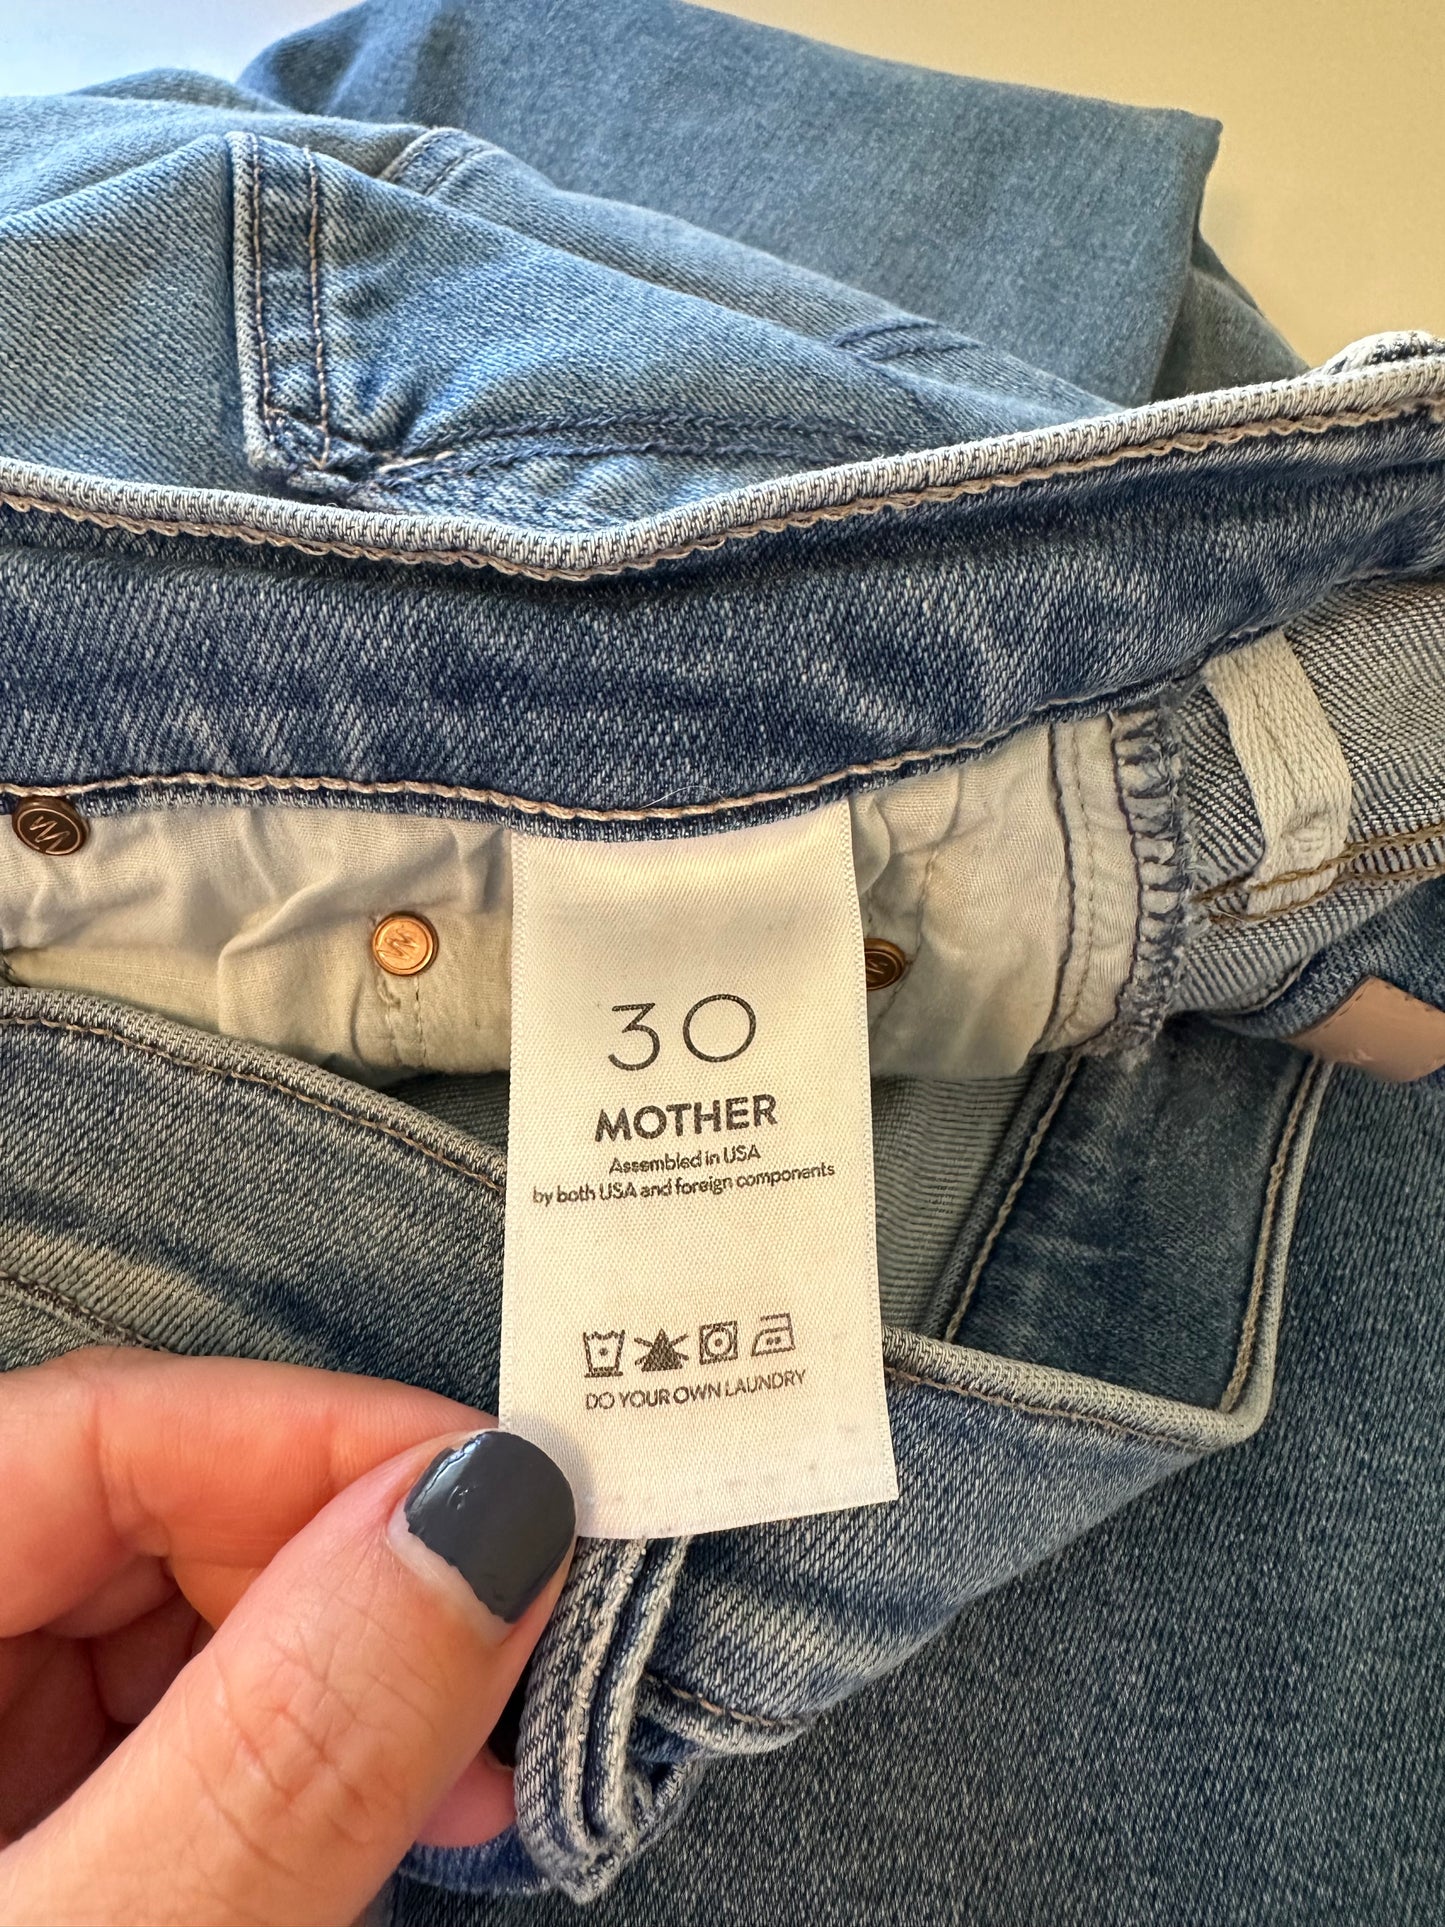 30
MOTHER
Assembled in USA
by both USA and foreign components
DO YOUR OWN LAUNDRY